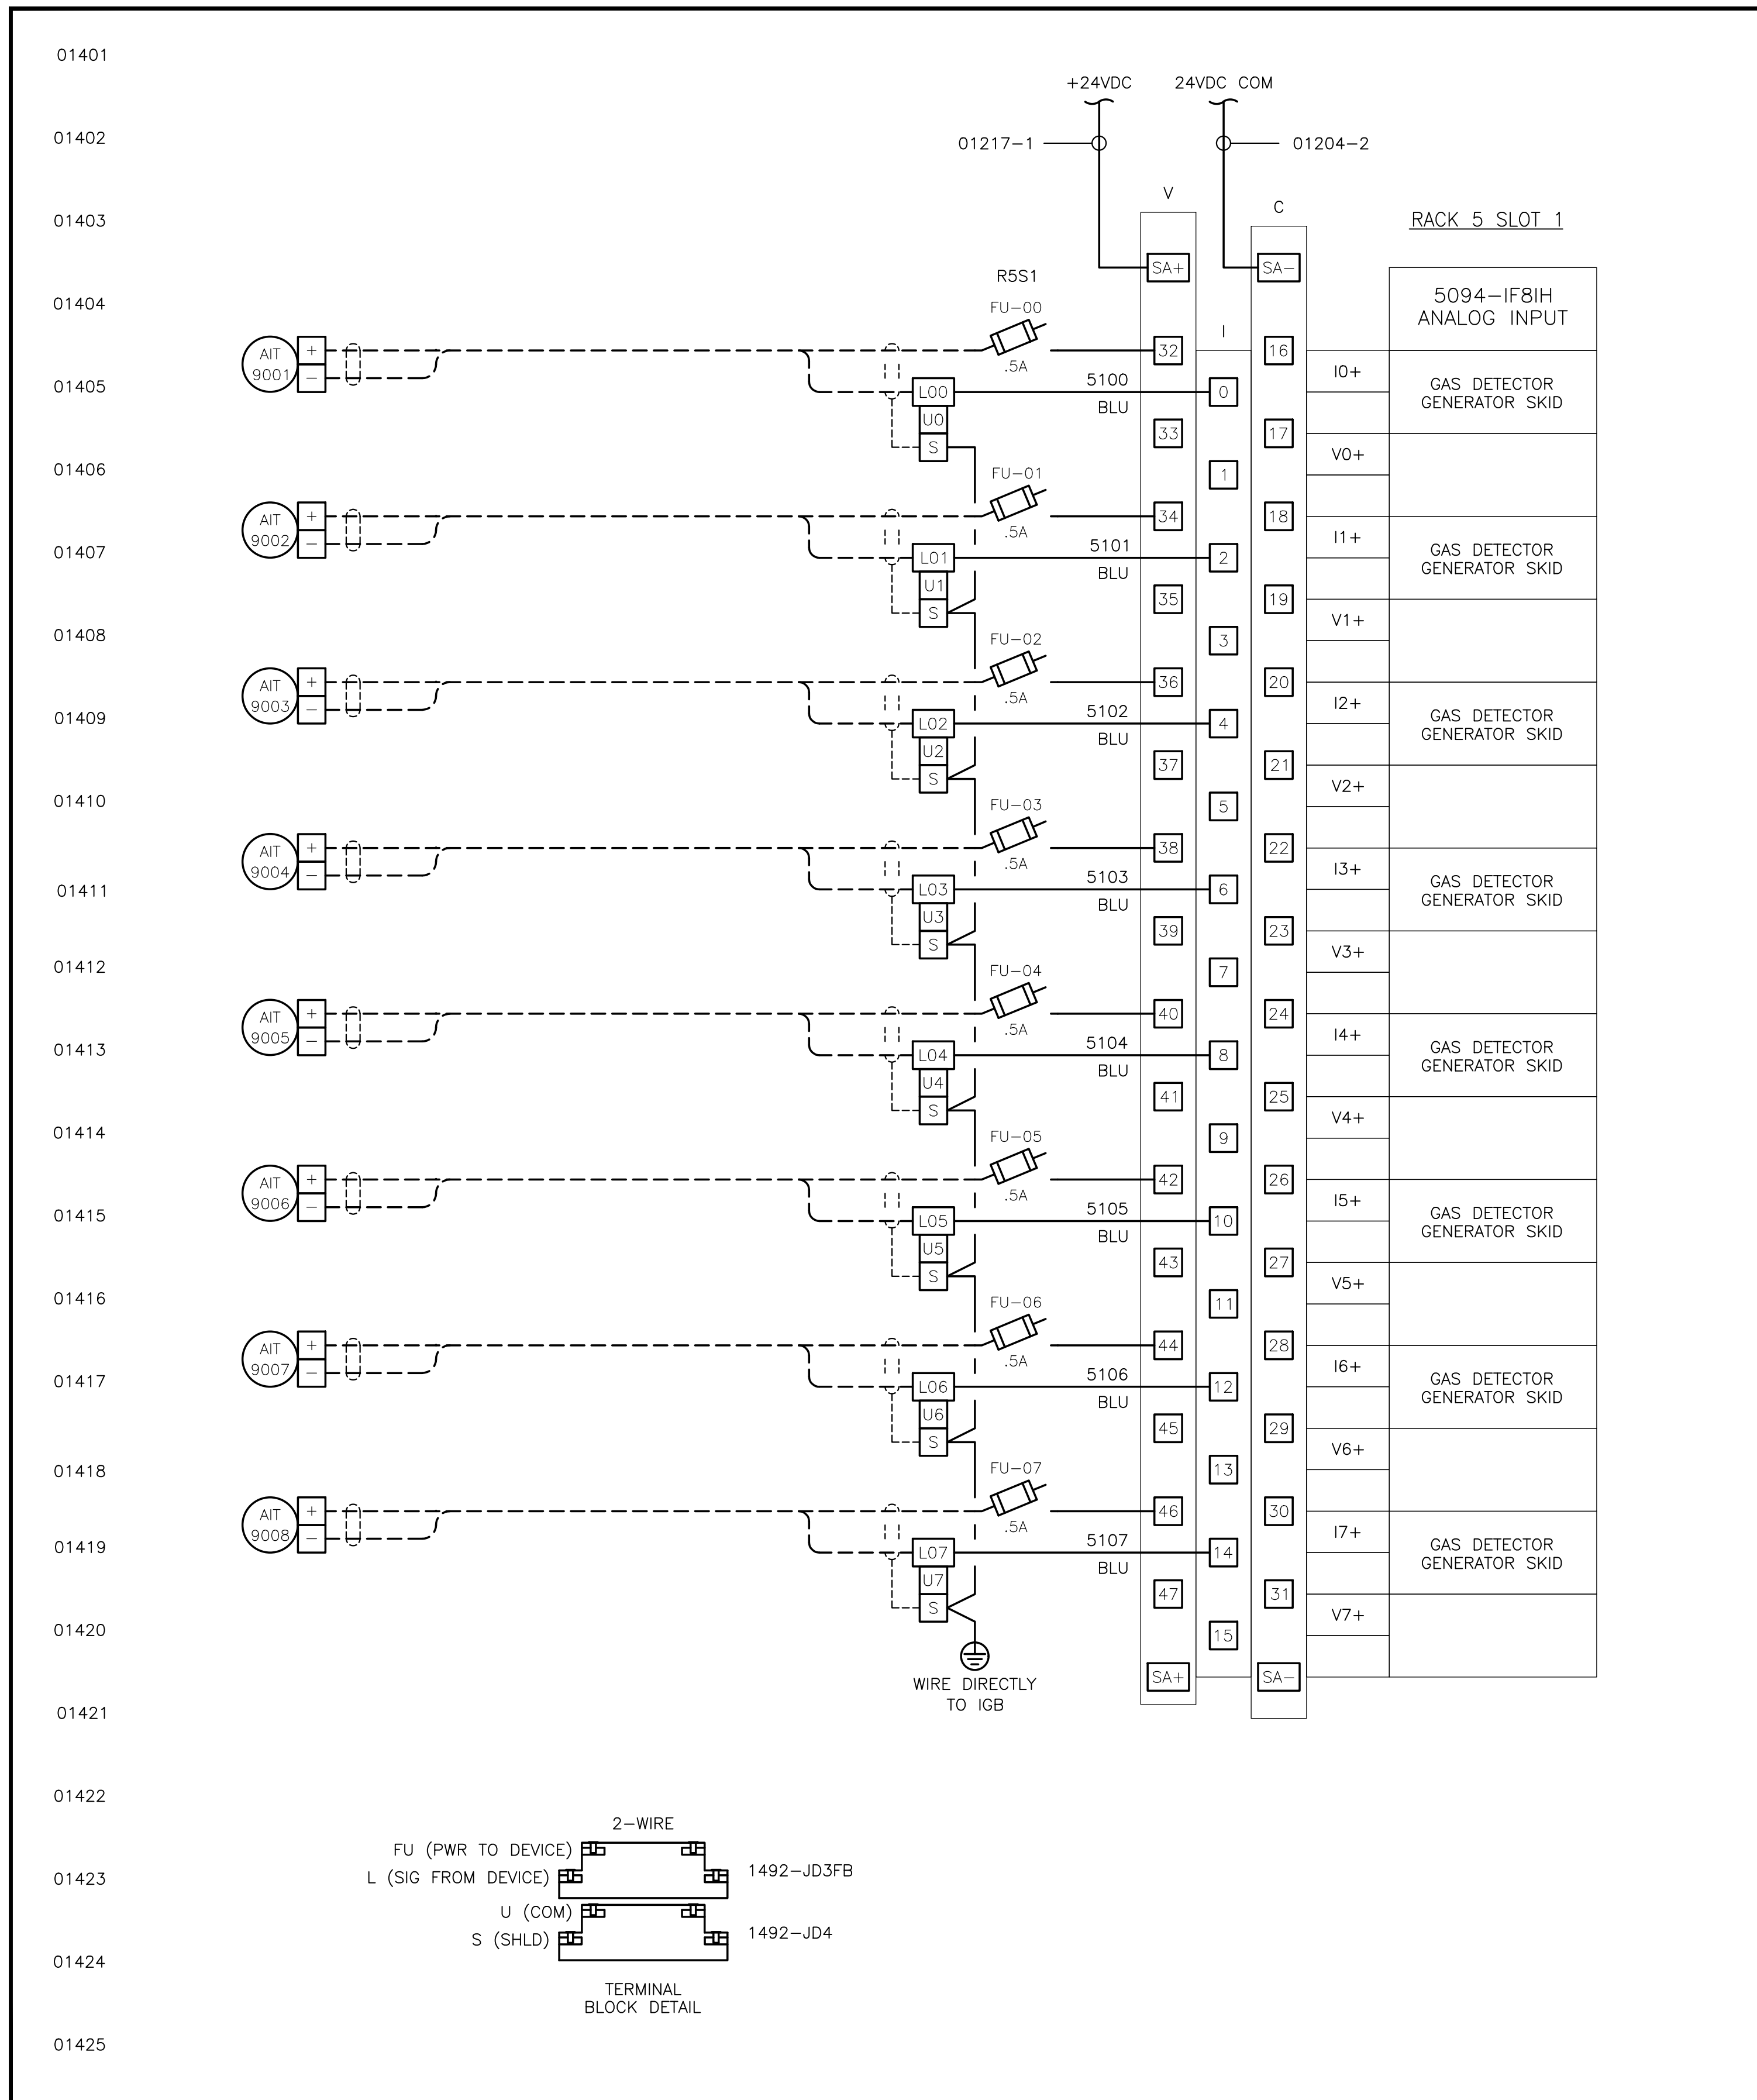 01401
+24VDC 24VDC COM
01402
01217-1 01204-2
V
C
01403
RACK 5 SLOT 1
SA+ SA-
R5S1
5094-IF8IH
ANALOG INPUT
01404
FU-00
I
AIT
9001
+
-
.5A
32
16
I0+
01405
L00
5100
BLU
0
GAS DETECTOR
GENERATOR SKID
U0
S
33
17
V0+
01406
FU-01
1
AIT
9002
+
-
.5A
34
18
I1+
01407
L01
5101
BLU
2
GAS DETECTOR
GENERATOR SKID
U1
S
35
19
V1+
01408
FU-02
3
AIT
9003
+
-
.5A
36
20
I2+
01409
L02
5102
BLU
4
GAS DETECTOR
GENERATOR SKID
U2
S
37
21
V2+
01410
FU-03
5
AIT
9004
+
-
.5A
38
22
I3+
01411
L03
5103
BLU
6
GAS DETECTOR
GENERATOR SKID
U3
S
39
23
V3+
01412
FU-04
7
AIT
9005
+
-
.5A
40
24
I4+
01413
L04
5104
BLU
8
GAS DETECTOR
GENERATOR SKID
U4
S
41
25
V4+
01414
FU-05
9
AIT
9006
+
-
.5A
42
26
I5+
01415
L05
5105
BLU
10
GAS DETECTOR
GENERATOR SKID
U5
S
43
27
V5+
01416
FU-06
11
AIT
9007
+
-
.5A
44
28
I6+
01417
L06
5106
BLU
12
GAS DETECTOR
GENERATOR SKID
U6
S
45
29
V6+
01418
FU-07
13
AIT
9008
+
-
.5A
46
30
I7+
01419
L07
5107
BLU
14
GAS DETECTOR
GENERATOR SKID
U7
S
47
31
V7+
01420
15
WIRE DIRECTLY
TO IGB
SA+ SA-
01421
01422
2-WIRE
FU (PWR TO DEVICE)
1492-JD3FB
01423
L (SIG FROM DEVICE)
U (COM)
1492-JD4
S (SHLD)
01424
TERMINAL
BLOCK DETAIL
01425